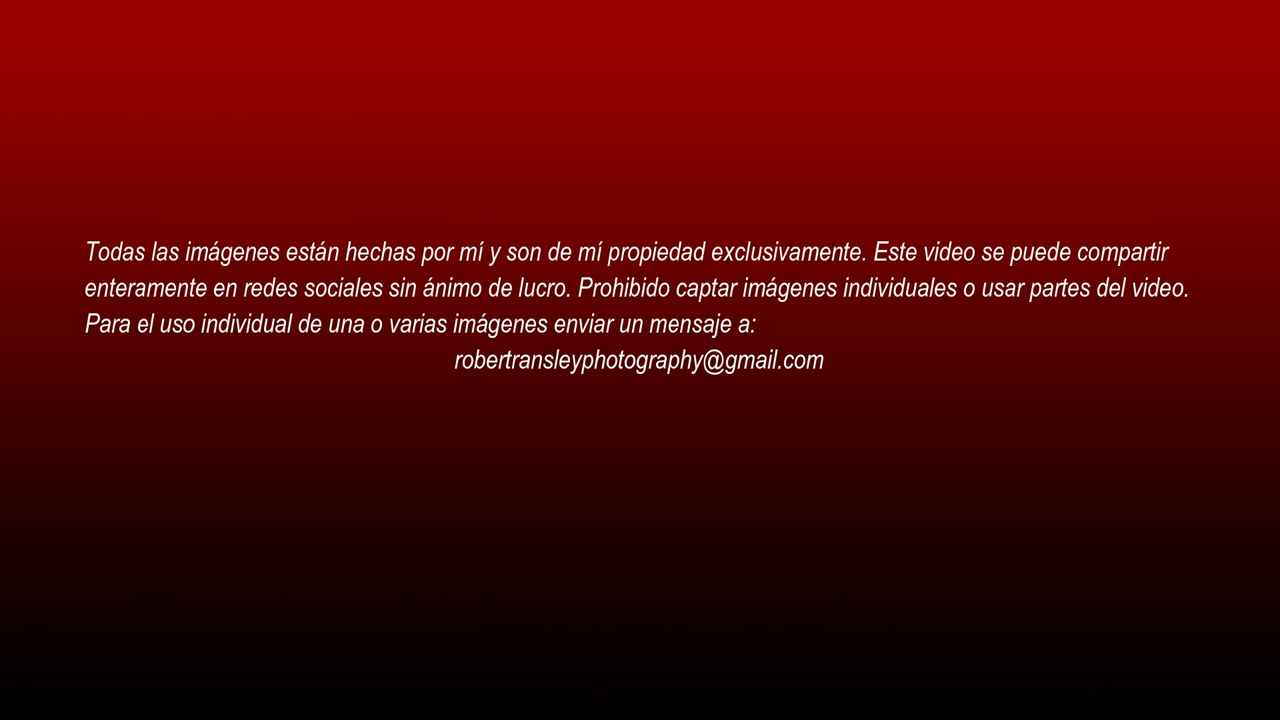 Todas las imágenes están hechas por mí y son de mí propiedad exclusivamente. Este video se puede compartir
enteramente en redes sociales sin ánimo de lucro. Prohibido captar imágenes individuales o usar partes del video.
Para el uso individual de una o varias imágenes enviar un mensaje a:
robertransleyphotography@gmail.com